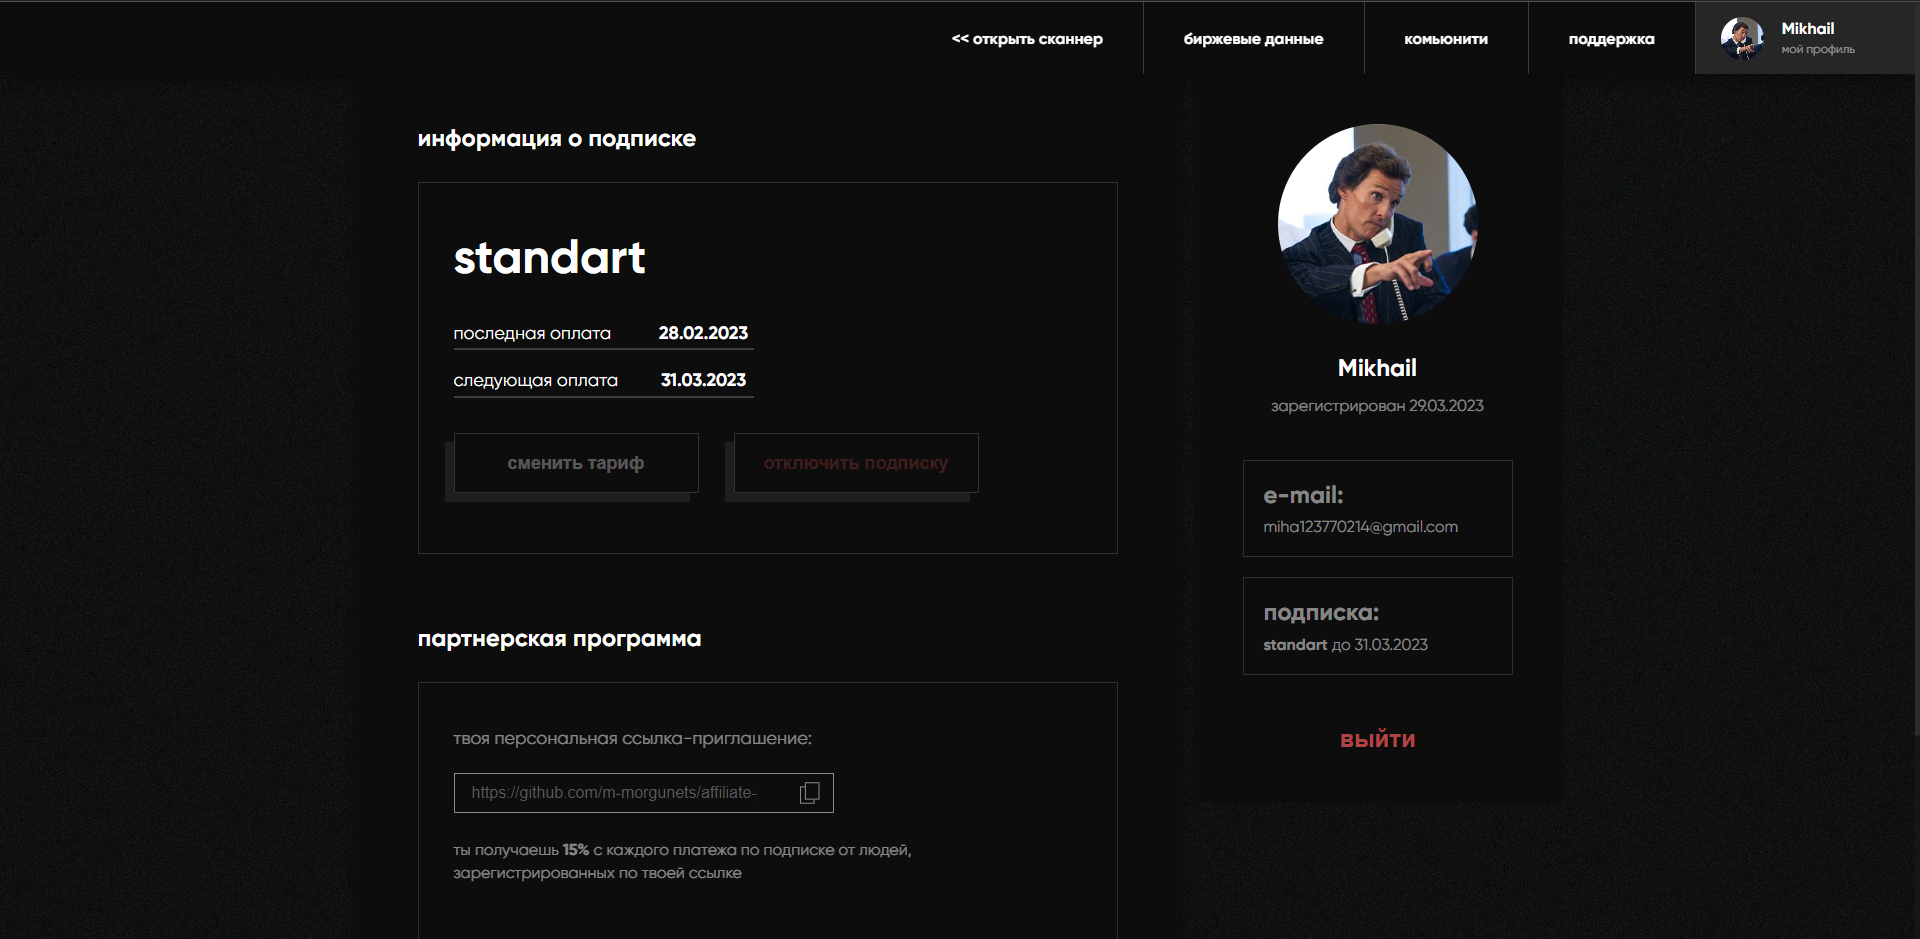 << открыть сканнер
биржевые данные
комьюнити
поддержка
Mikhail
мой профиль
информация о подписке
standart
последная оплата 28.02.2023
следующая оплата 31.03.2023
сменить тариф
отключить подписку
партнерская программа
твоя персональная ссылка-приглашение:
https://github.com/m-morgunets/affiliate-
ты получаешь 15% с каждого платежа по подписке от людей,
зарегистрированных по твоей ссылке
Mikhail
зарегистрирован 29.03.2023
e-mail:
miha123770214@gmail.com
подписка:
standart до 31.03.2023
выйти